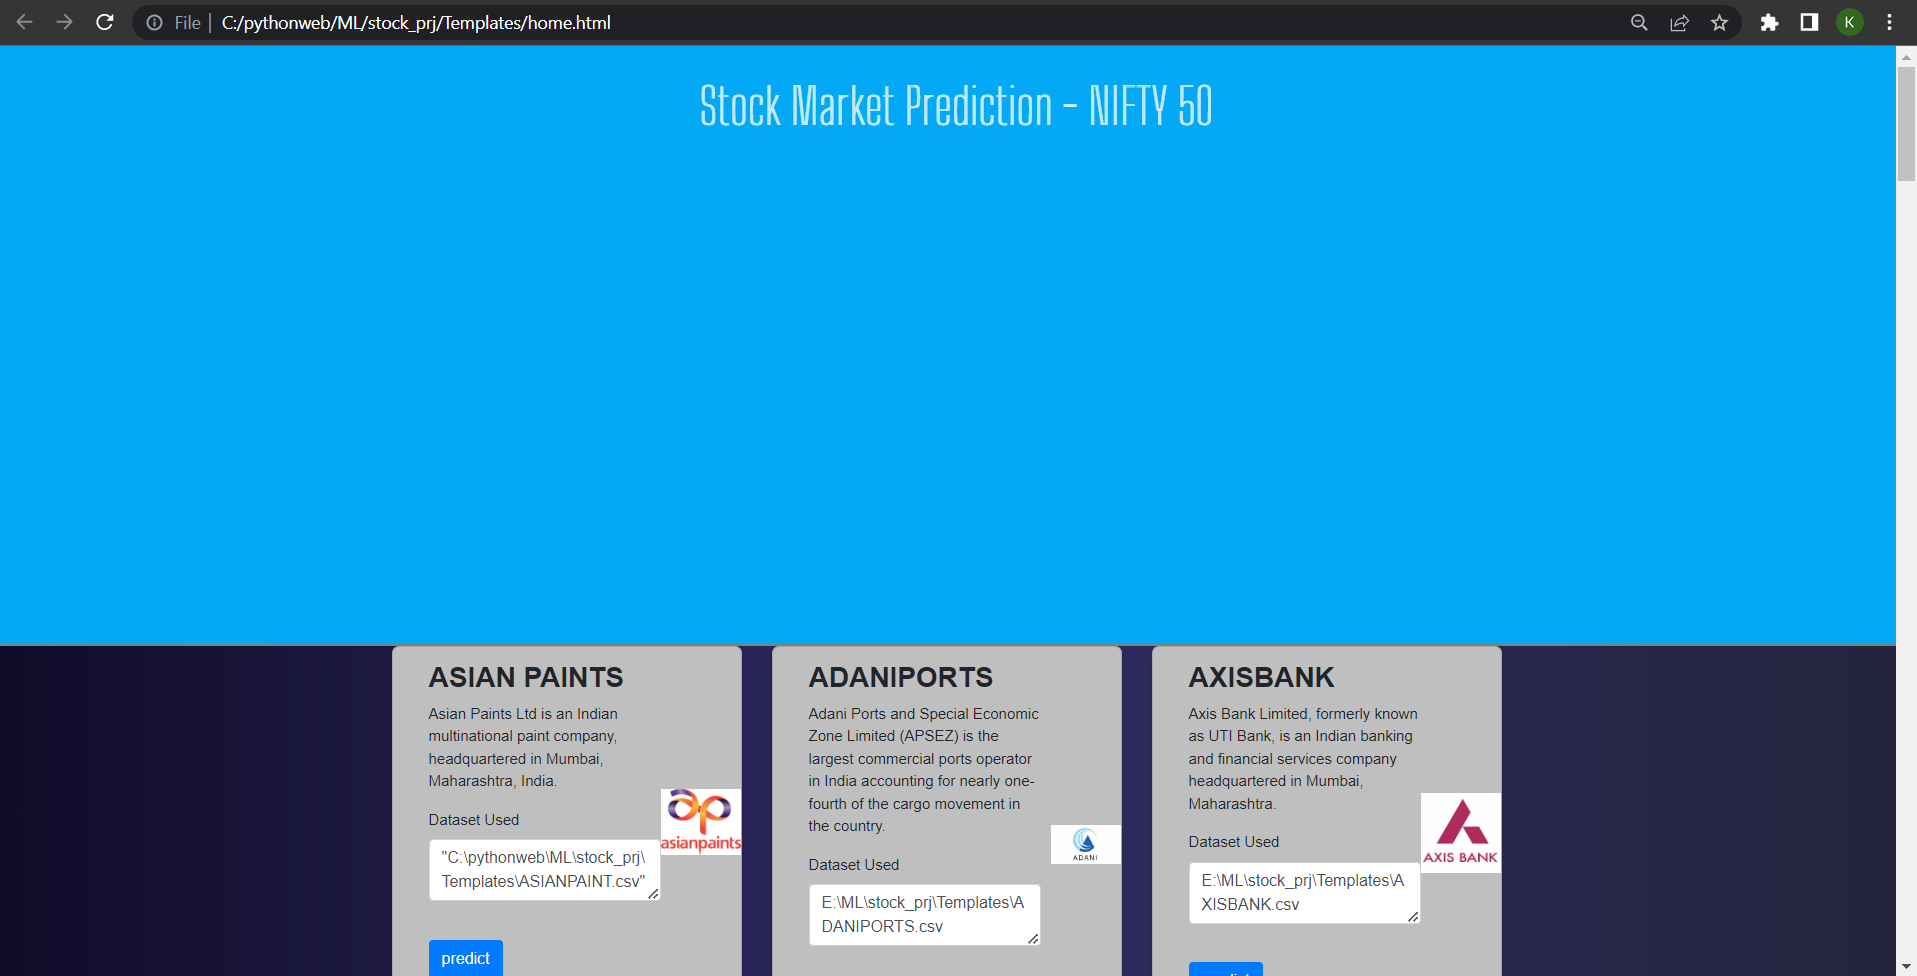 File | C:/pythonweb/ML/stock_prj/Templates/home.html
K
Stock Market Prediction - NIFTY 50
ASIAN PAINTS
Asian Paints Ltd is an Indian
multinational paint company,
headquartered in Mumbai,
Maharashtra, India.
Dataset Used
"C:\pythonweb\ML\stock_prj\
Templates\ASIANPAINT.csv"
predict
ap
asianpaints
ADANIPORTS
Adani Ports and Special Economic
Zone Limited (APSEZ) is the
largest commercial ports operator
in India accounting for nearly one-
fourth of the cargo movement in
the country.
Dataset Used
E:\ML\stock_prj\Templates\A
DANIPORTS.csv
ADANI
AXISBANK
Axis Bank Limited, formerly known
as UTI Bank, is an Indian banking
and financial services company
headquartered in Mumbai,
Maharashtra.
Dataset Used
E:\ML\stock_prj\Templates\A
XISBANK.csv
AXIS BANK